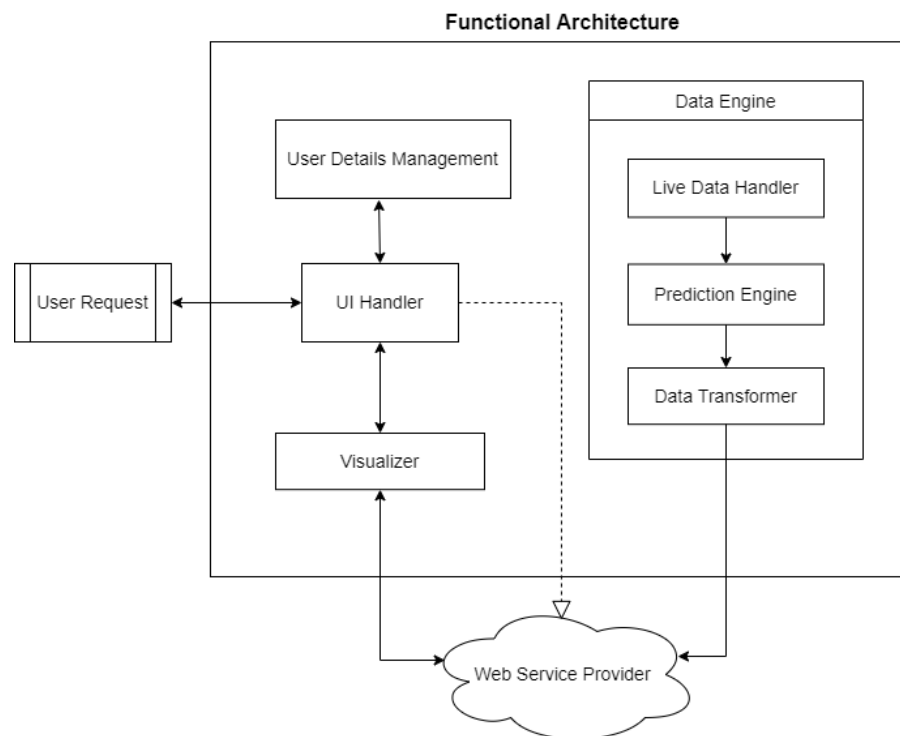 Functional Architecture
Data Engine
User Details Management
Live Data Handler
User Request
UI Handler
Prediction Engine
Data Transformer
Visualizer
Web Service Provider